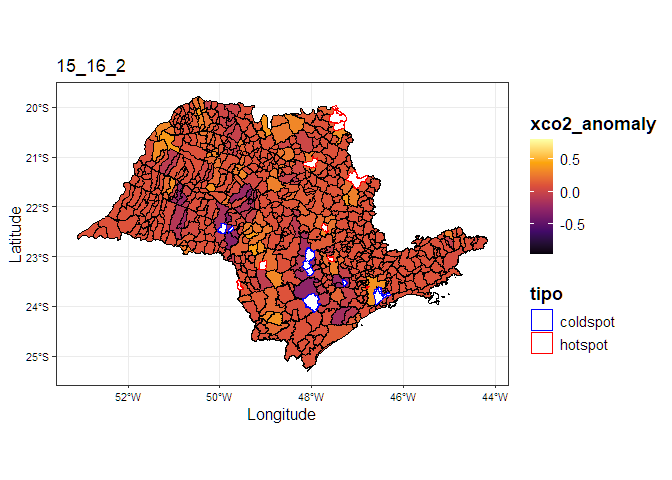 15_16_2
20°S
21°S
22°S
23°S
24°S
25°S
Latitude
52°W 50°W 48°W 46°W 44°W
Longitude
xco2_anomaly
0.5
0.0
-0.5
tipo
coldspot
hotspot